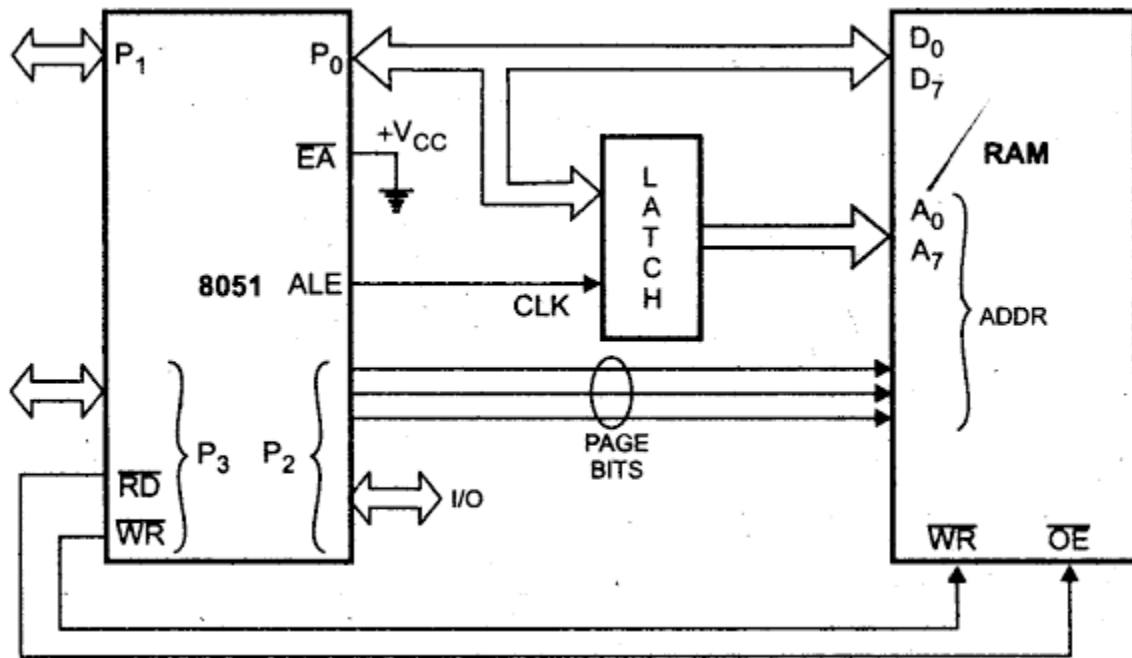 P1
P0
D0
D7
+VCC
EA
RAM
LATCH
A0
A7
8051
ALE
CLK
ADDR
PAGE
BITS
P3
P2
RD
I/O
WR
WR
OE